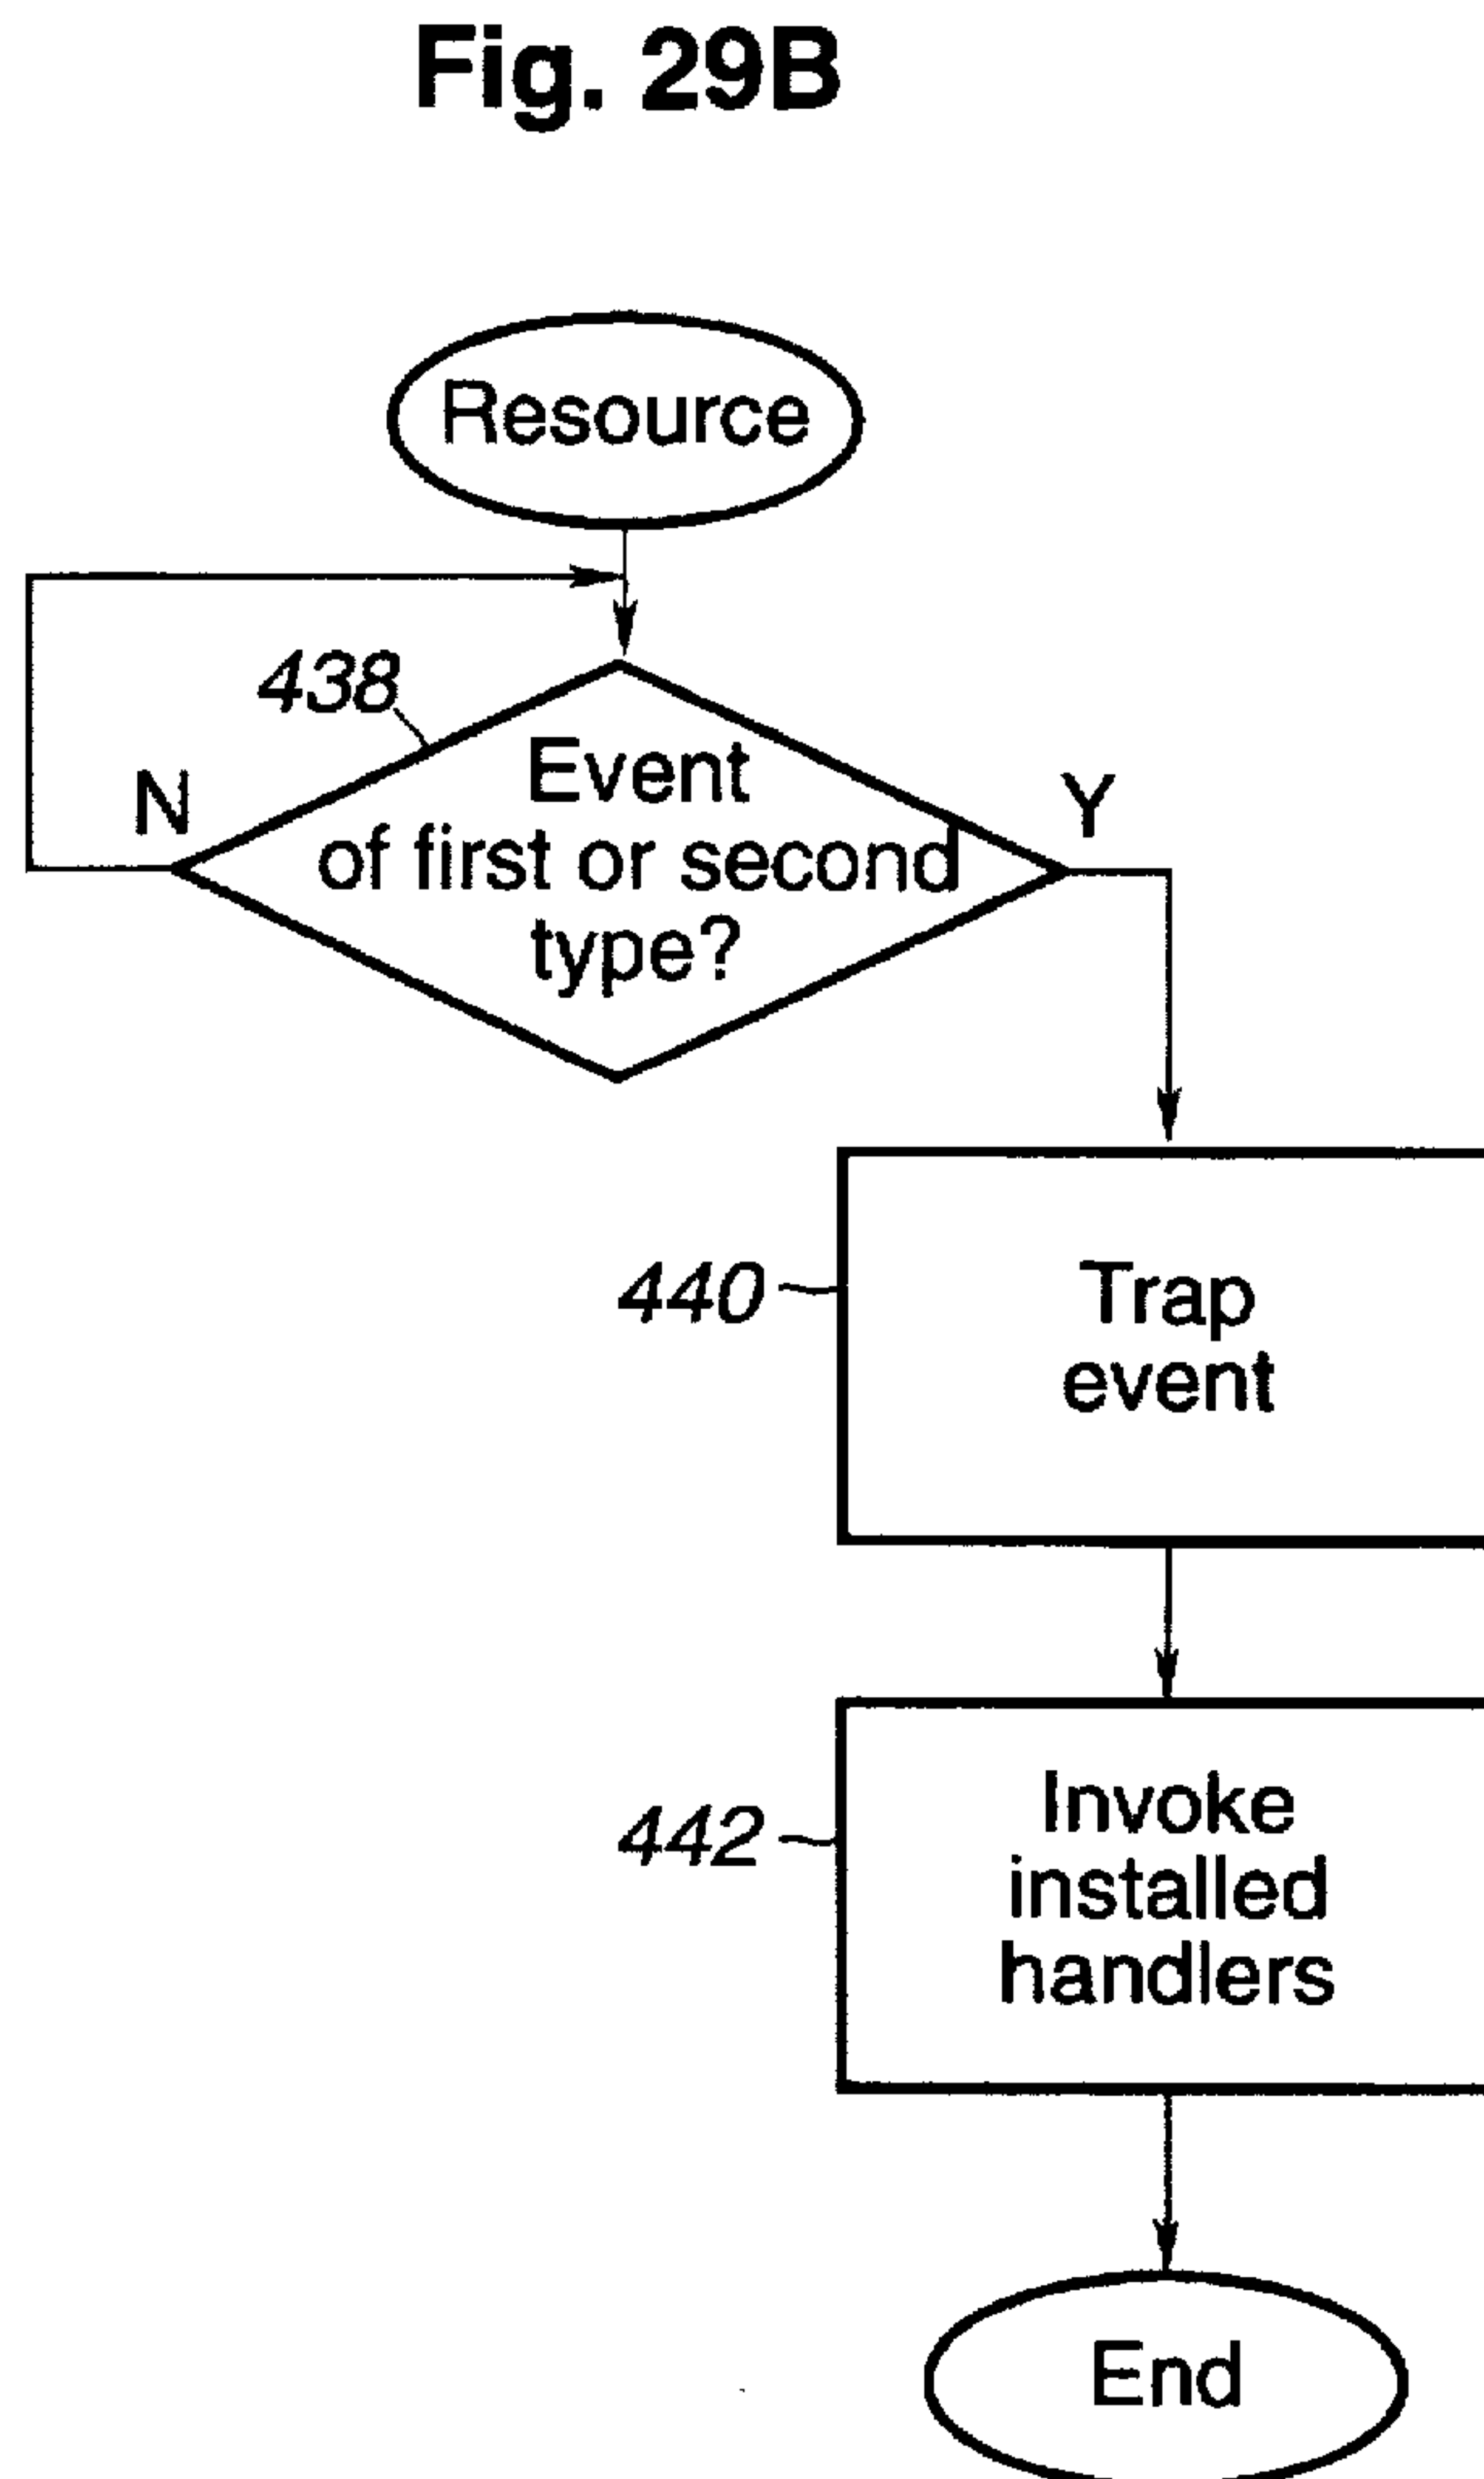 Fig. 29B
Resource
438
N
Event
Y
of first or second
type?
440
Trap
event
442
Invoke
installed
handlers
End